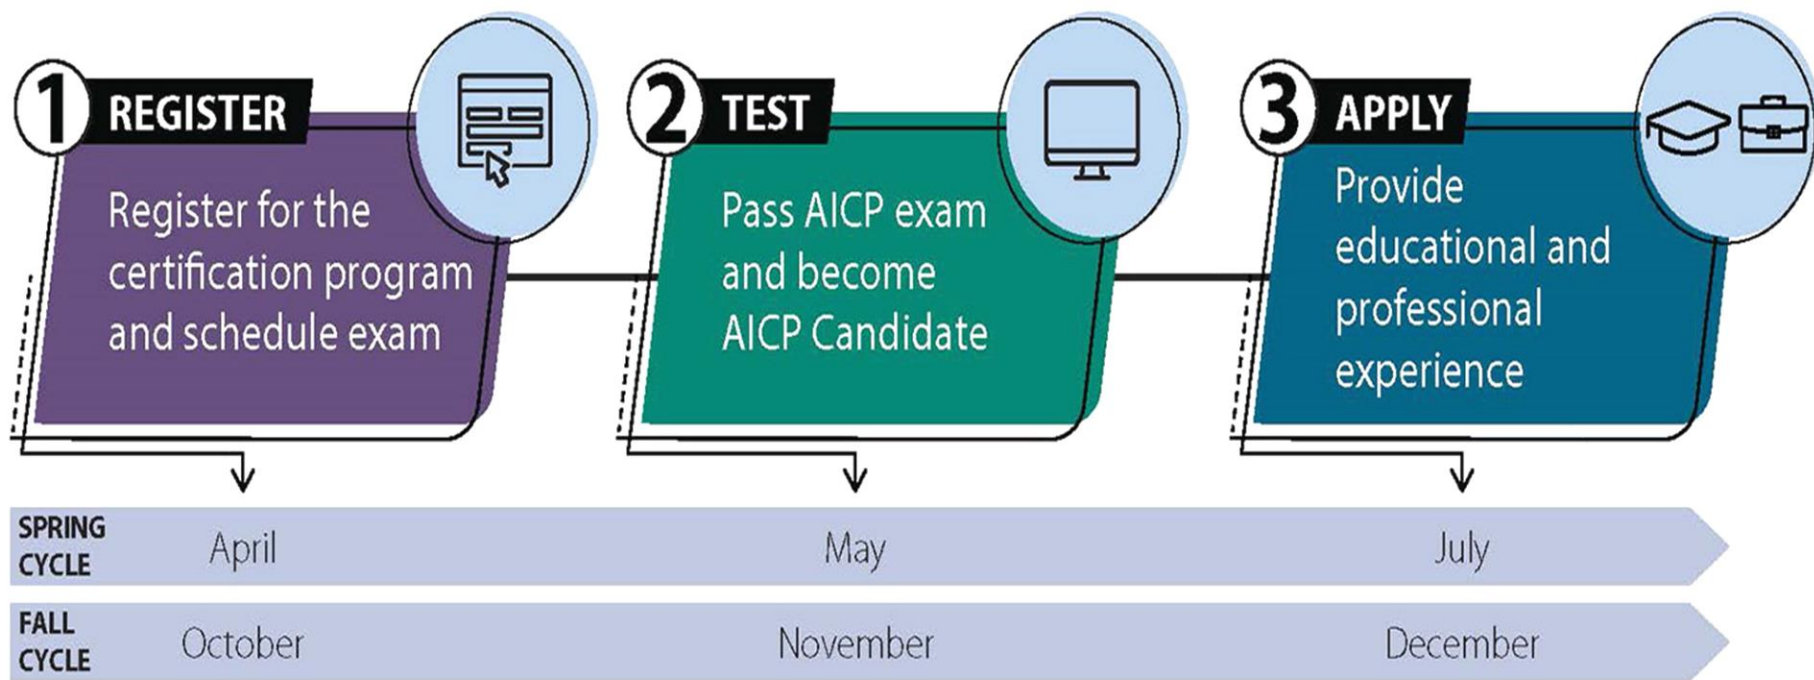 1 REGISTER
Register for the
certification program
and schedule exam
2 TEST
Pass AICP exam
and become
AICP Candidate
3 APPLY
Provide
educational and
professional
experience
SPRING
CYCLE
April
May
July
FALL
CYCLE
October
November
December